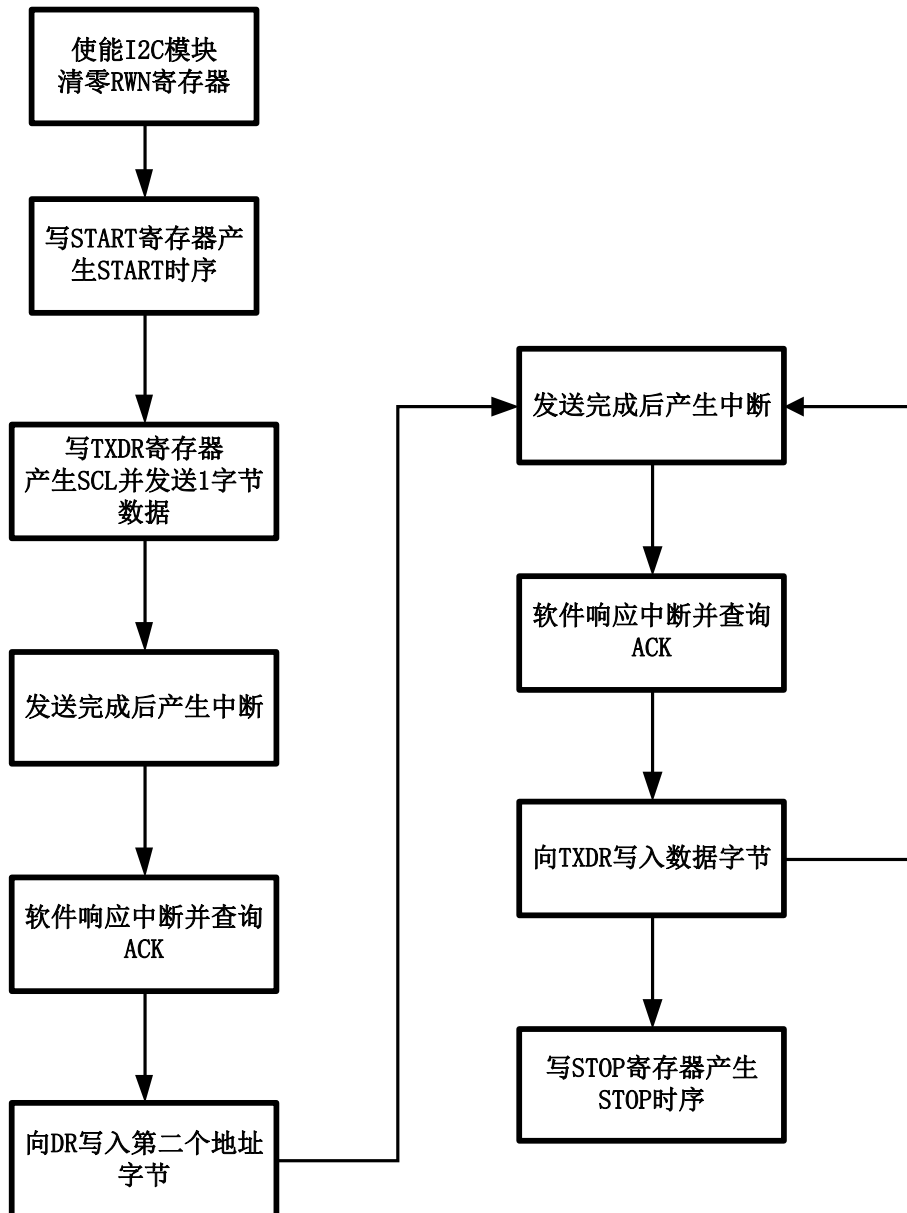 使能I2C模块
清零RWN寄存器
写START寄存器产
生START时序
写TXDR寄存器
产生SCL并发送1字节
数据
发送完成后产生中断
软件响应中断并查询
ACK
向DR写入第二个地址
字节
发送完成后产生中断
软件响应中断并查询
ACK
向TXDR写入数据字节
写STOP寄存器产生
STOP时序